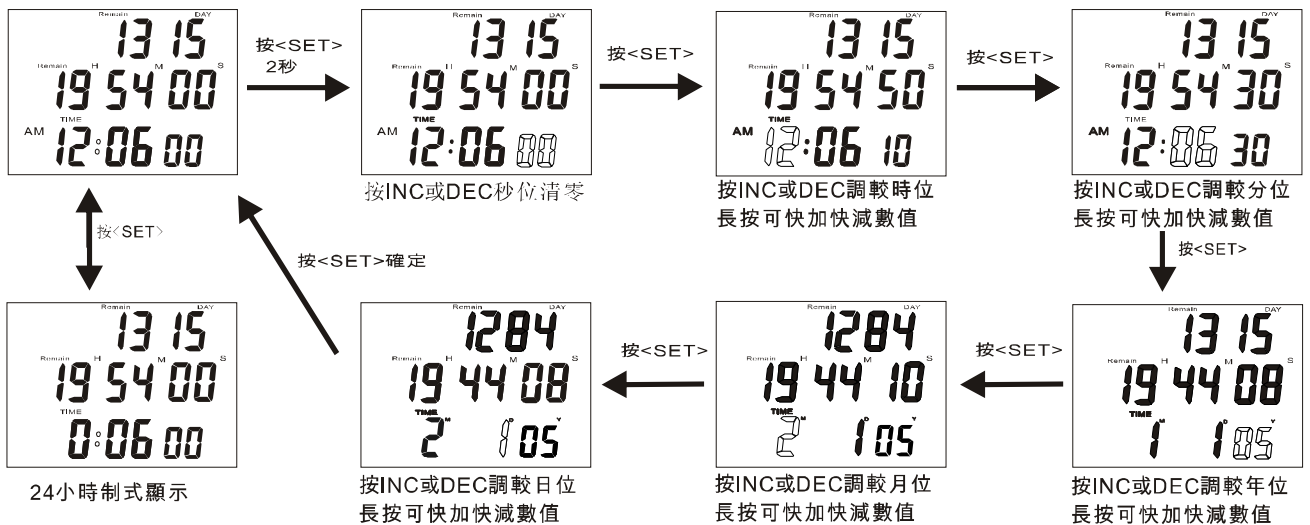 Remain DAY
13 15
Remain H M S
19 54 00
TIME
AM 12:06 00
按<SET>
2秒
Remain DAY
13 15
Remain H M S
19 54 00
TIME
AM 12:06 00
按INC或DEC秒位清零
按<SET>
Remain DAY
13 15
Remain H M S
19 54 50
TIME
AM 12:06 10
按INC或DEC調較時位
長按可快加快減數值
按<SET>
Remain DAY
13 15
Remain H M S
19 54 30
TIME
AM 12:06 30
按INC或DEC調較分位
長按可快加快減數值
按<SET>
Remain DAY
13 15
Remain H M S
19 44 08
TIME
1 M 1 D 05 Y
按INC或DEC調較年位
長按可快加快減數值
按<SET>
Remain DAY
1284
Remain H M S
19 44 10
TIME
2 M 1 D 05 Y
按INC或DEC調較月位
長按可快加快減數值
按<SET>
Remain DAY
1284
Remain H M S
19 44 08
TIME
2 M 1 D 05 Y
按INC或DEC調較日位
長按可快加快減數值
按<SET>確定
按<SET>
Remain DAY
13 15
Remain H M S
19 54 00
TIME
0:06 00
24小時制式顯示